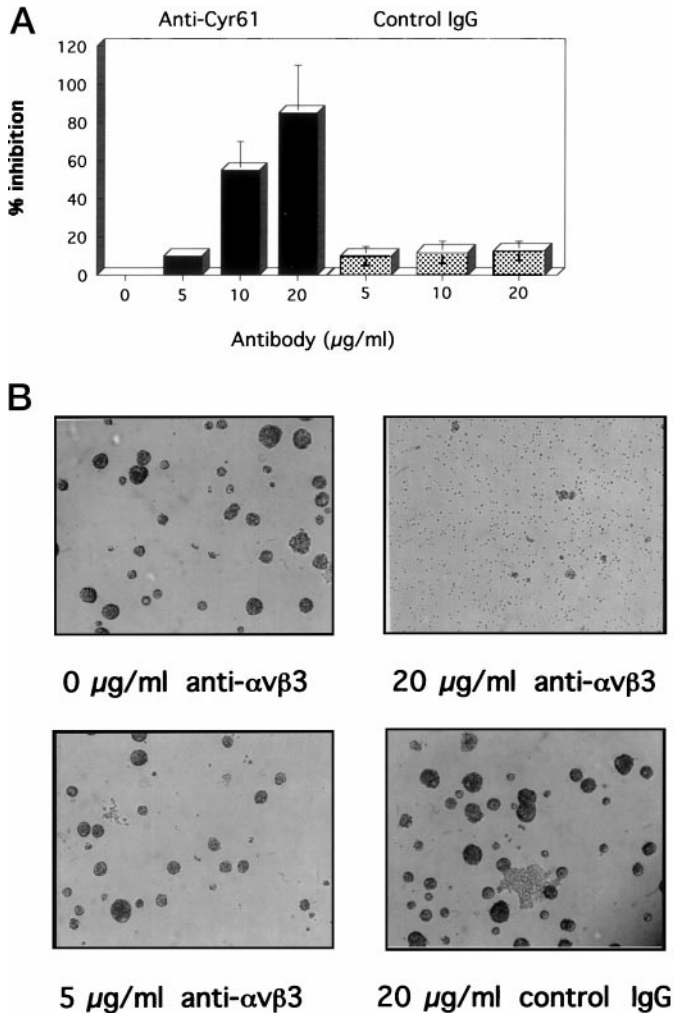 A
Anti-Cyr61 Control IgG
120
100
80
60
40
20
0
% inhibition
0 5 10 20 5 10 20
Antibody (µg/ml)
B
0 µg/ml anti-αvβ3 20 µg/ml anti-αvβ3
5 µg/ml anti-αvβ3 20 µg/ml control IgG